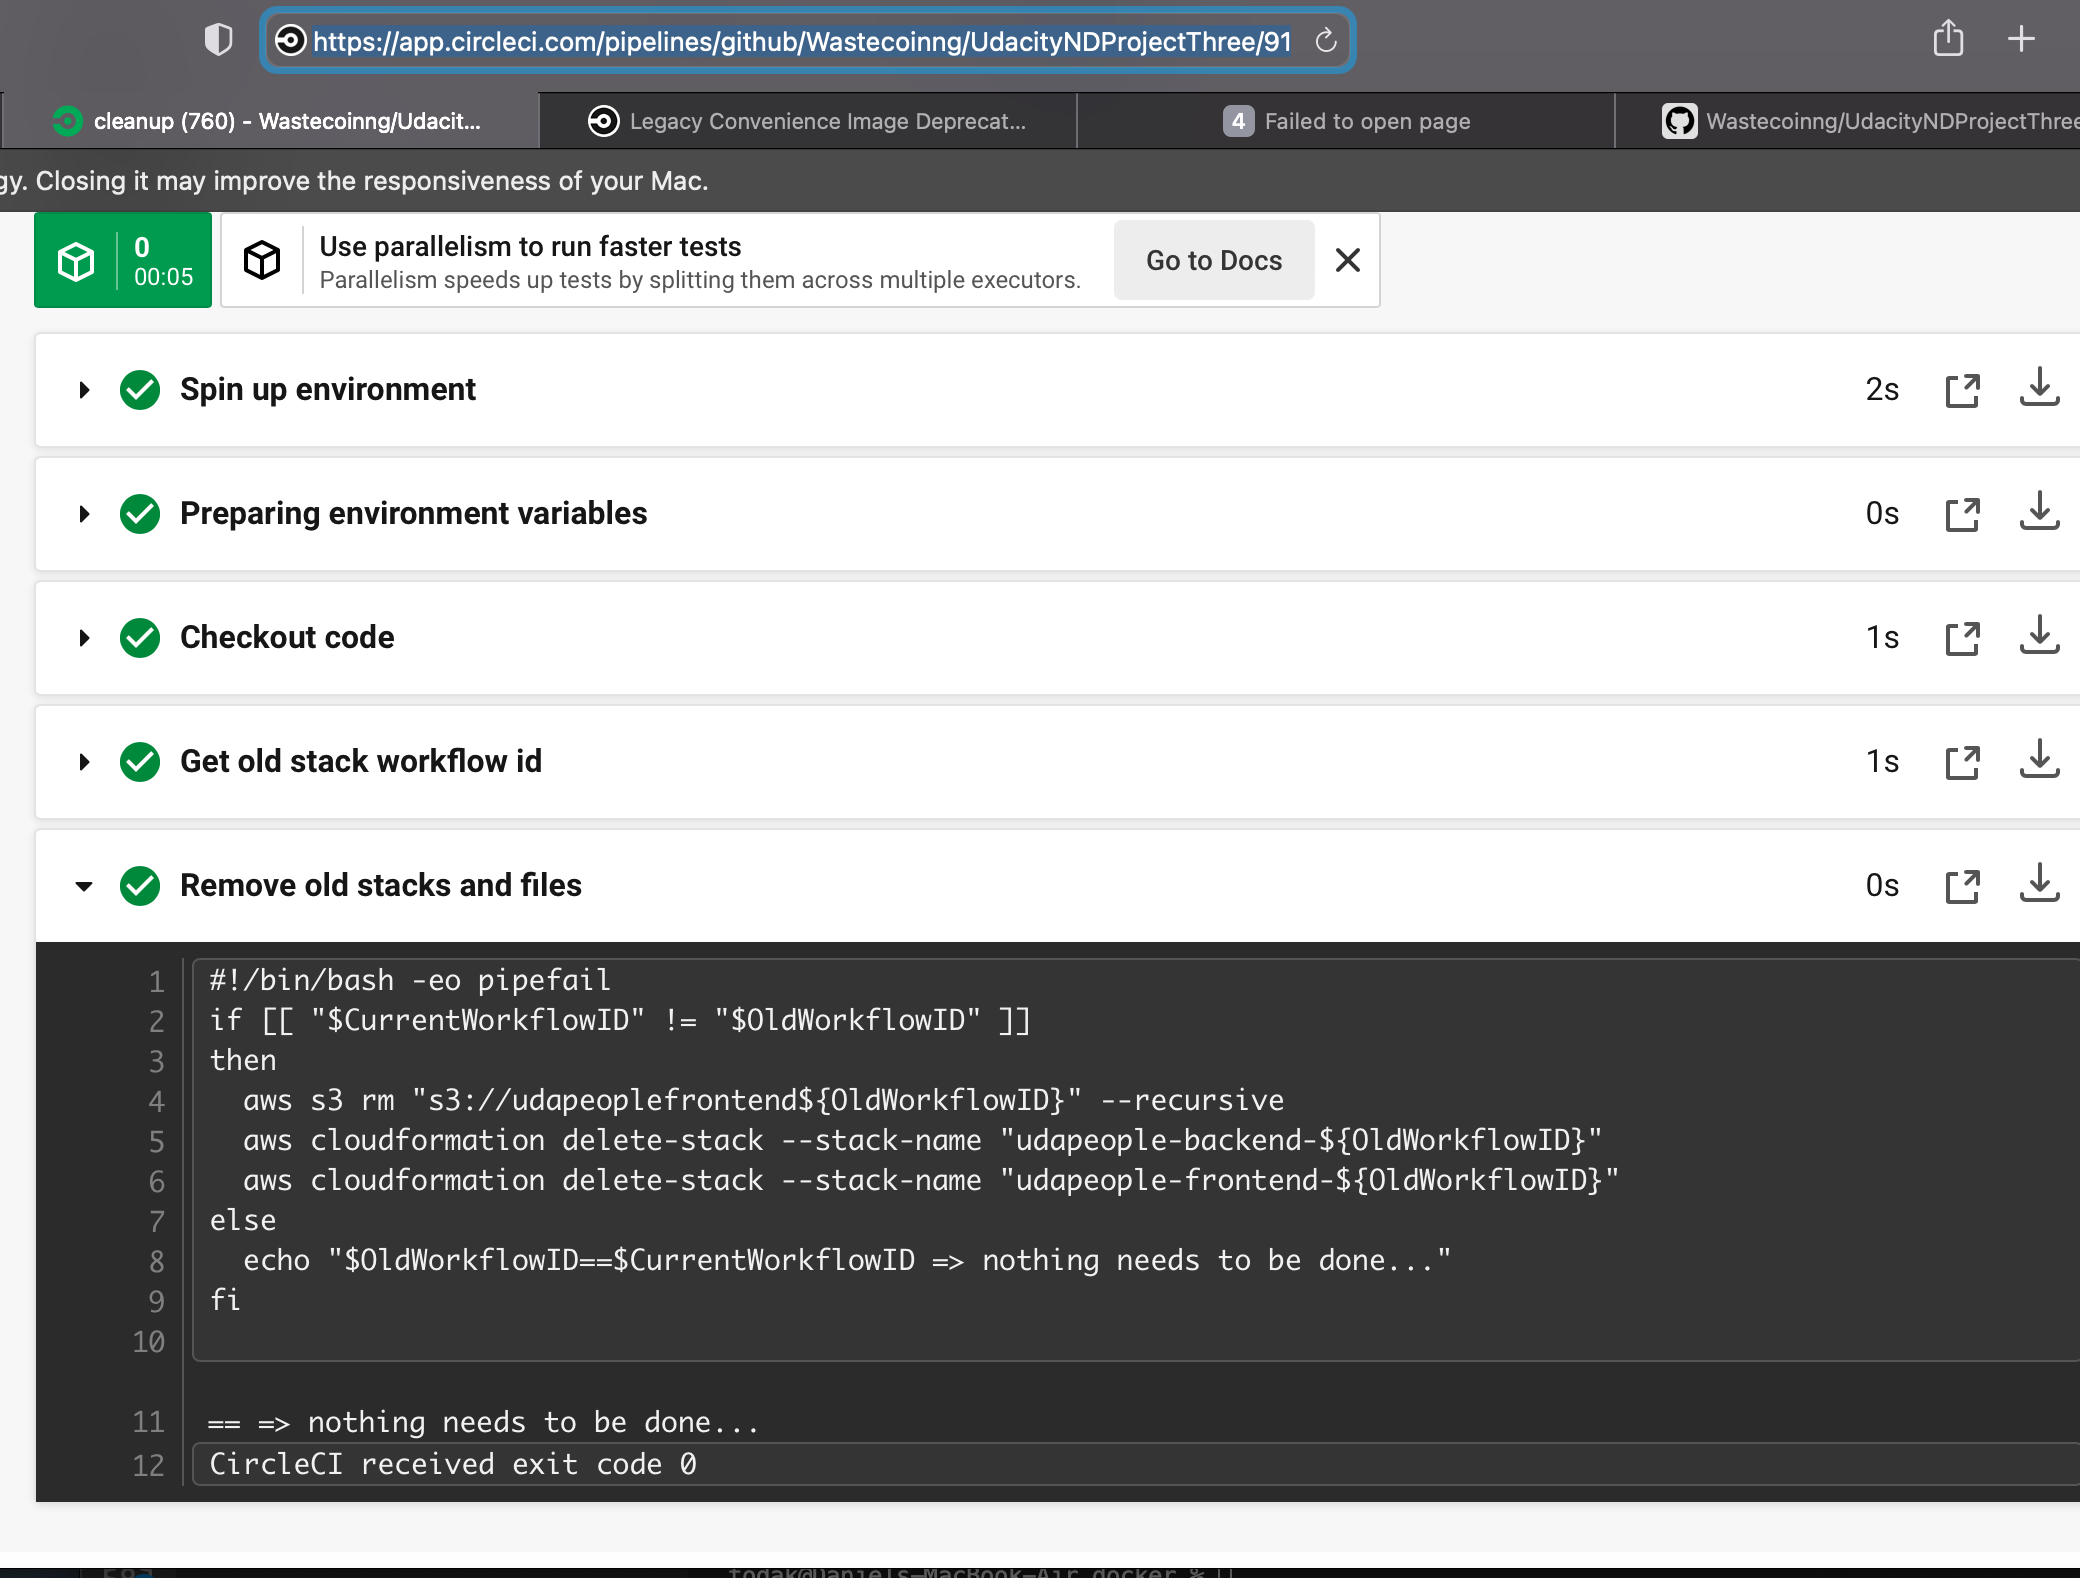 https://app.circleci.com/pipelines/github/Wastecoinng/UdacityNDProjectThree/91
cleanup (760) - Wastecoinng/Udacit...
Legacy Convenience Image Deprecat...
4 Failed to open page
Wastecoinng/UdacityNDProjectThree
gy. Closing it may improve the responsiveness of your Mac.
0
00:05
Use parallelism to run faster tests
Parallelism speeds up tests by splitting them across multiple executors.
Go to Docs
Spin up environment 2s
Preparing environment variables 0s
Checkout code 1s
Get old stack workflow id 1s
Remove old stacks and files 0s
1 #!/bin/bash -eo pipefail
2 if [[ "$CurrentWorkflowID" != "$OldWorkflowID" ]]
3 then
4   aws s3 rm "s3://udapeoplefrontend${OldWorkflowID}" --recursive
5   aws cloudformation delete-stack --stack-name "udapeople-backend-${OldWorkflowID}"
6   aws cloudformation delete-stack --stack-name "udapeople-frontend-${OldWorkflowID}"
7 else
8   echo "$OldWorkflowID==$CurrentWorkflowID => nothing needs to be done..."
9 fi
10
11 == => nothing needs to be done...
12 CircleCI received exit code 0
todak@Daniels-MacBook-Air docker %